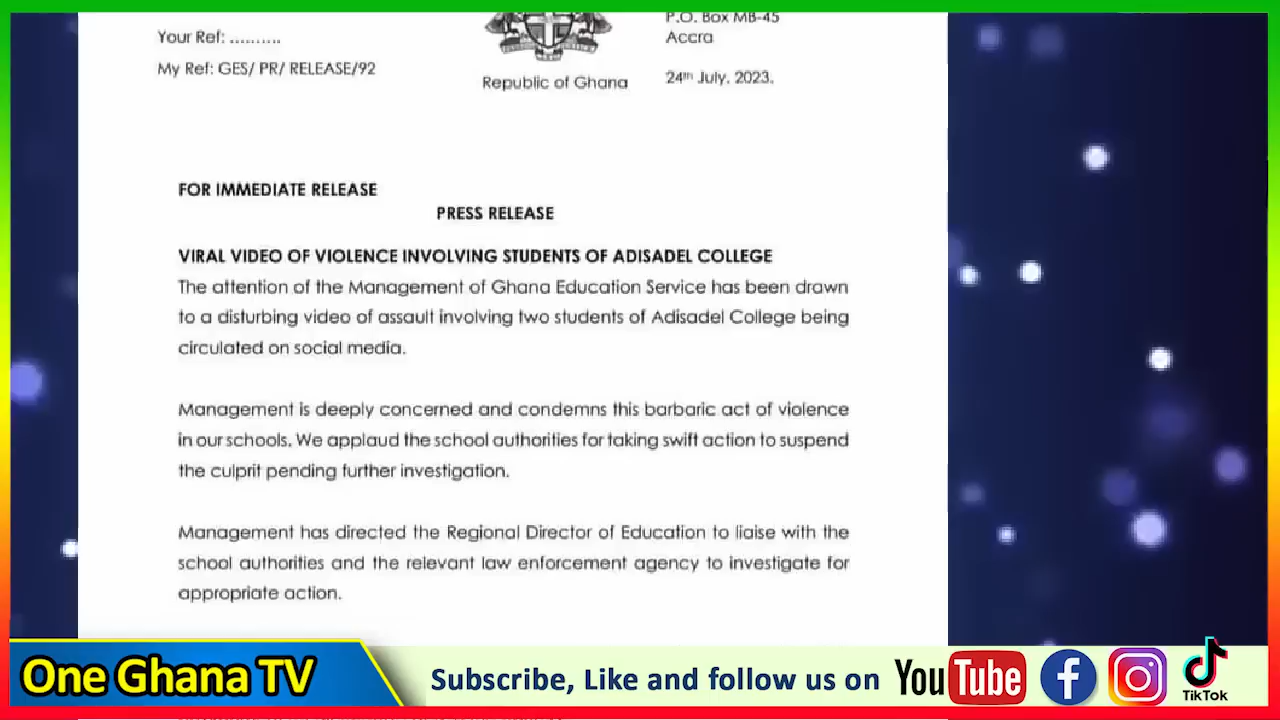 P.O. Box MB-45
Your Ref: ..........
Accra
My Ref: GES/ PR/ RELEASE/92
24th July, 2023.
Republic of Ghana
FOR IMMEDIATE RELEASE
PRESS RELEASE
VIRAL VIDEO OF VIOLENCE INVOLVING STUDENTS OF ADISADEL COLLEGE
The attention of the Management of Ghana Education Service has been drawn
to a disturbing video of assault involving two students of Adisadel College being
circulated on social media.
Management is deeply concerned and condemns this barbaric act of violence
in our schools. We applaud the school authorities for taking swift action to suspend
the culprit pending further investigation.
Management has directed the Regional Director of Education to liaise with the
school authorities and the relevant law enforcement agency to investigate for
appropriate action.
One Ghana TV
Subscribe, Like and follow us on YouTube
TikTok